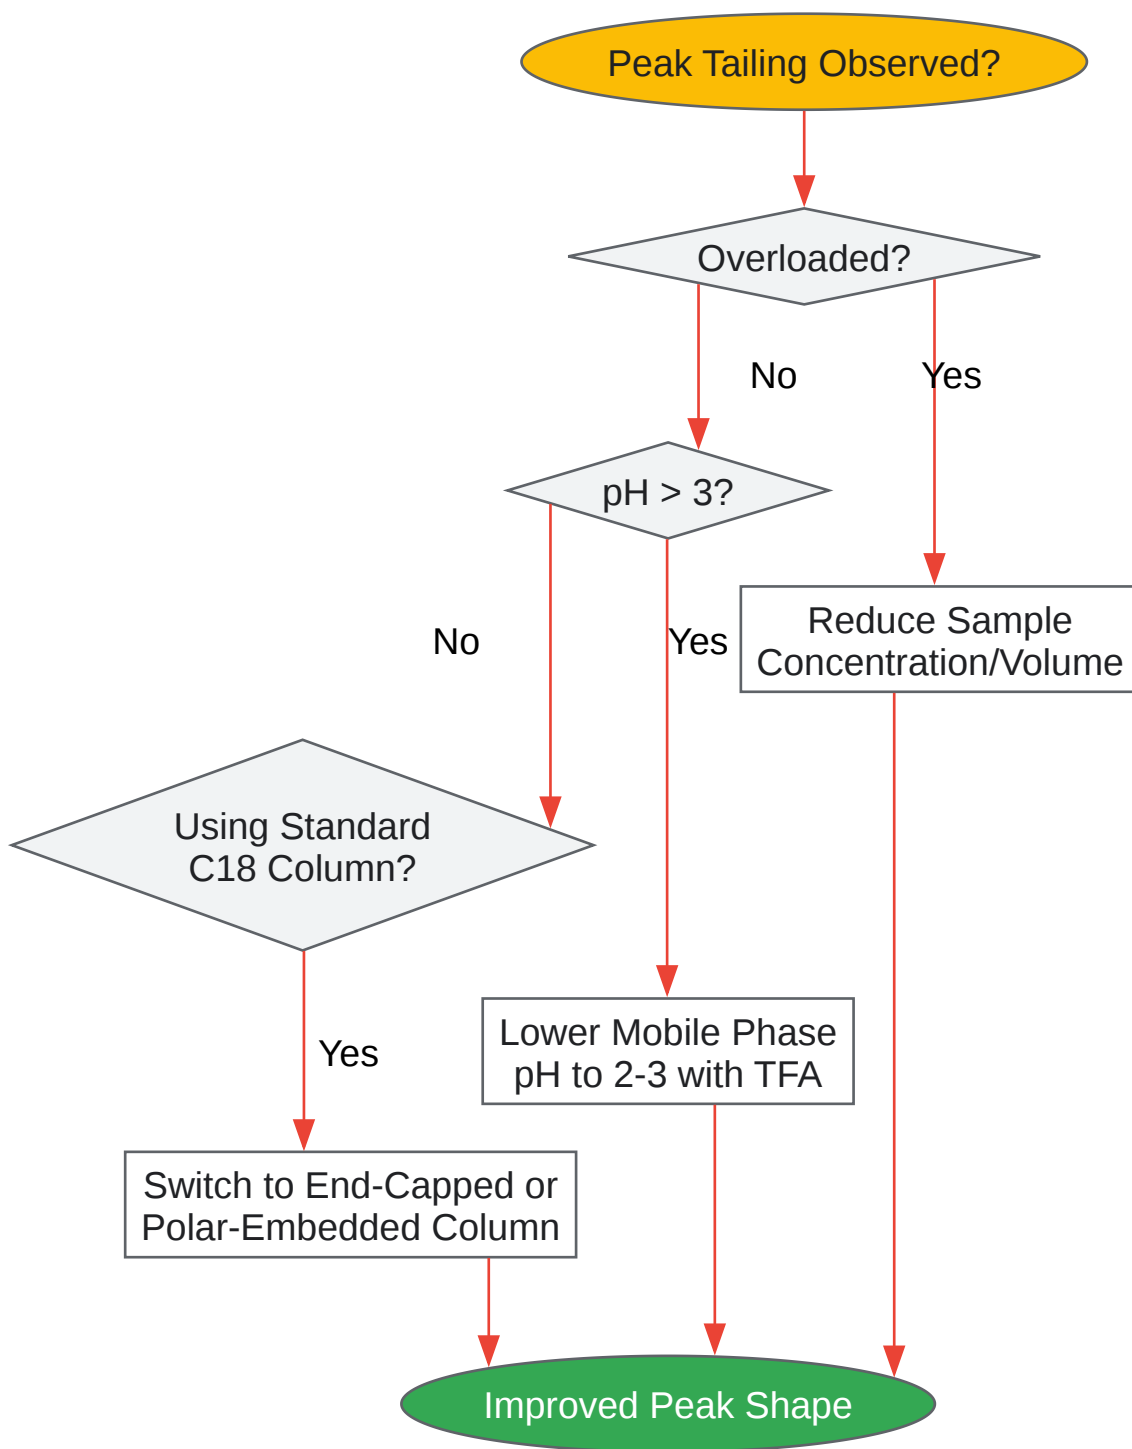 Peak Tailing Observed?
Overloaded?
No
Yes
pH > 3?
No
Yes
Reduce Sample
Concentration/Volume
Using Standard
C18 Column?
Yes
Lower Mobile Phase
pH to 2-3 with TFA
Switch to End-Capped or
Polar-Embedded Column
Improved Peak Shape